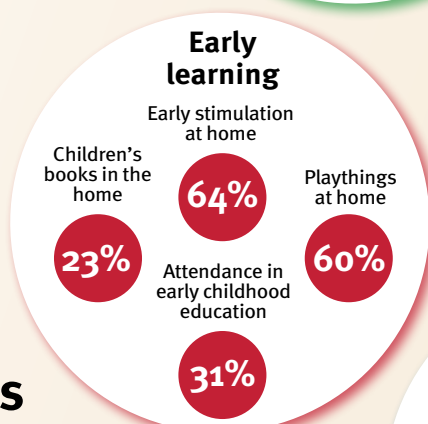 Early
learning
Early stimulation
at home
64%
Children's
books in the
home
23%
Playthings
at home
60%
Attendance in
early childhood
education
31%
s